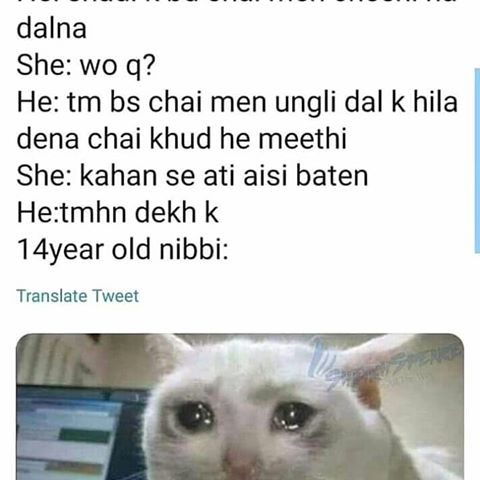 dalna
She: wo q?
He: tm bs chai men ungli dal k hila
dena chai khud he meethi
She: kahan se ati aisi baten
He:tmhn dekh k
14year old nibbi:
Translate Tweet